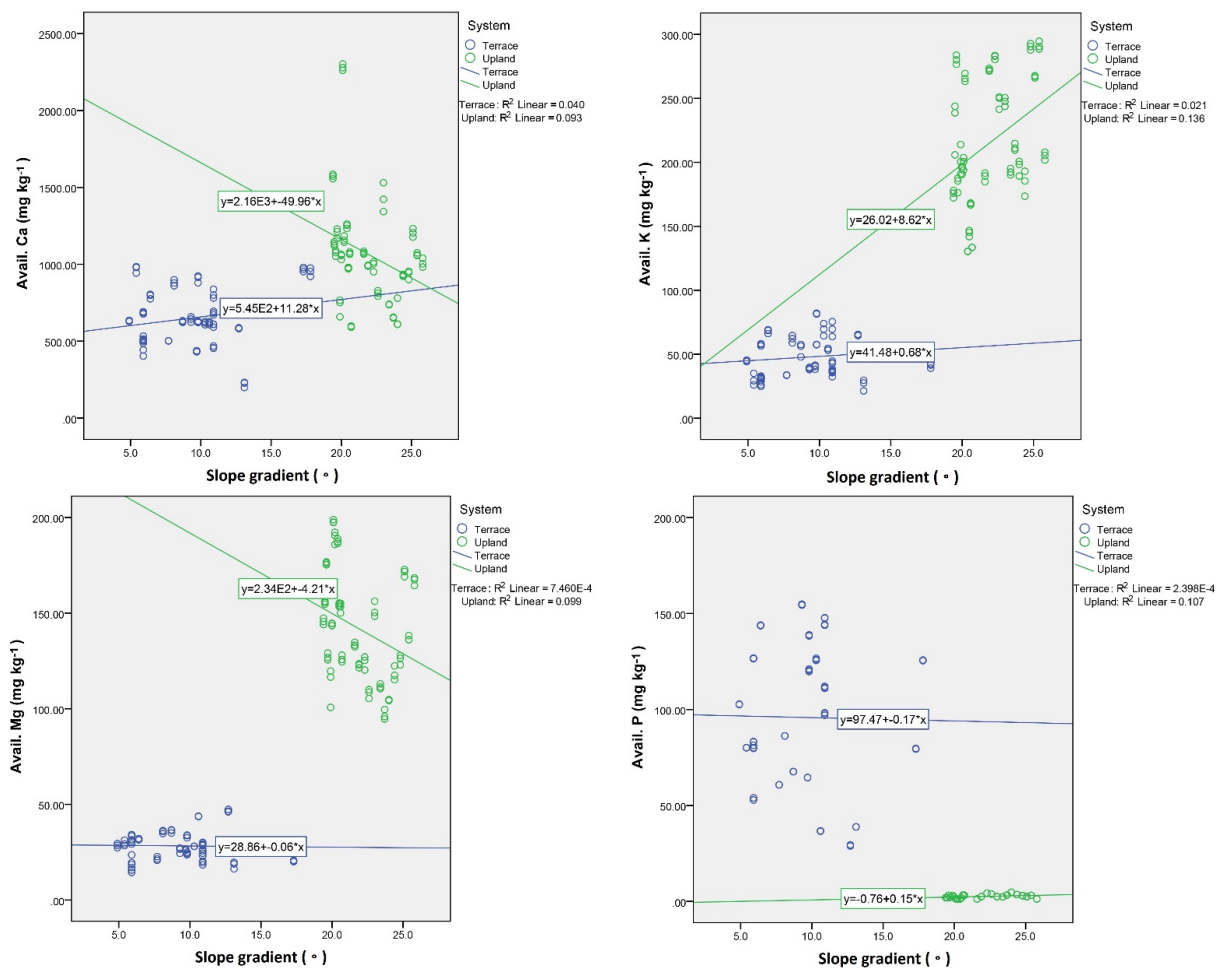 2500.00
2000.00
1500.00
1000.00
500.00
.00
Avail. Ca (mg kg-1 )
y=2.16E3+-49.96*x
y=5.45E2+11.28*x
5.0 10.0 15.0 20.0 25.0
Slope gradient ( ° )
System
Terrace
Upland
Terrace
Upland
Terrace: R2 Linear = 0.040
Upland: R2 Linear = 0.093
300.00
250.00
200.00
150.00
100.00
50.00
.00
Avail. K (mg kg-1 )
y=26.02+8.62*x
y=41.48+0.68*x
5.0 10.0 15.0 20.0 25.0
Slope gradient ( ° )
System
Terrace
Upland
Terrace
Upland
Terrace: R2 Linear = 0.021
Upland: R2 Linear = 0.136
200.00
150.00
100.00
50.00
.00
Avail. Mg (mg kg-1 )
y=2.34E2+-4.21*x
y=28.86+-0.06*x
5.0 10.0 15.0 20.0 25.0
Slope gradient ( ° )
System
Terrace
Upland
Terrace
Upland
Terrace: R2 Linear = 7.460E-4
Upland: R2 Linear = 0.099
200.00
150.00
100.00
50.00
.00
Avail. P (mg kg-1 )
y=97.47+-0.17*x
y=-0.76+0.15*x
5.0 10.0 15.0 20.0 25.0
Slope gradient ( ° )
System
Terrace
Upland
Terrace
Upland
Terrace: R2 Linear = 2.398E-4
Upland: R2 Linear = 0.107